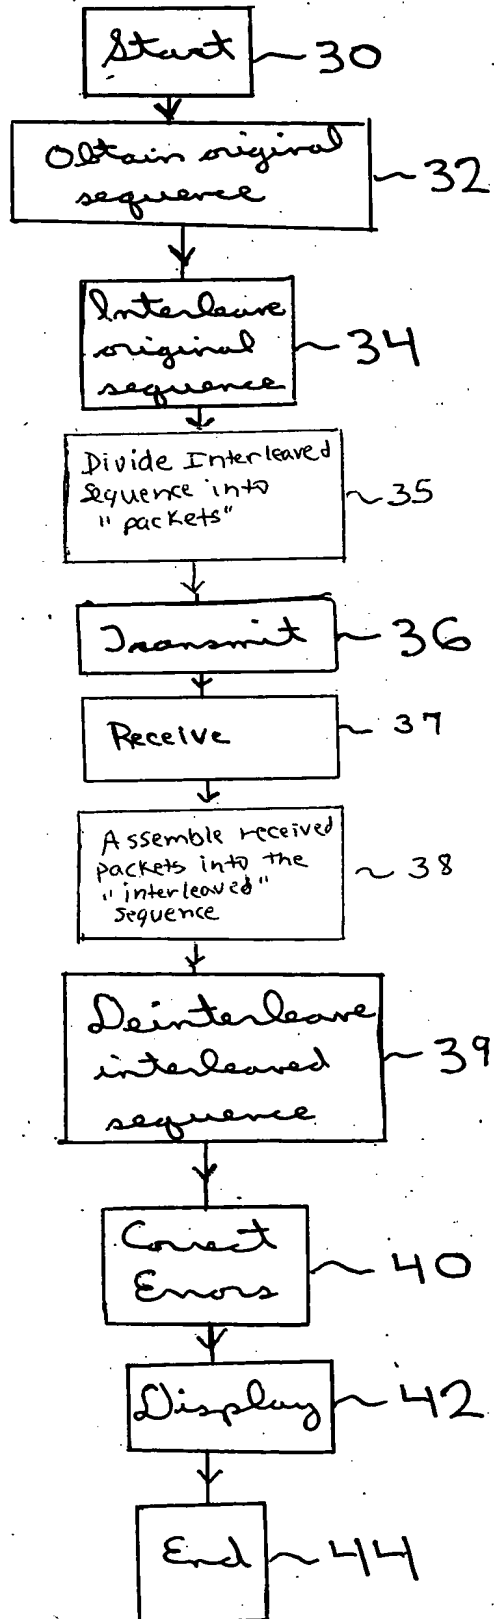 Start ~ 30
Obtain original
sequence ~ 32
Interleave
original ~ 34
sequence
Divide Interleaved
Sequence into ~ 35
"packets"
Transmit ~ 36
Receive ~ 37
Assemble received
packets into the ~ 38
"interleaved"
sequence
Deinterleave
interleaved ~ 39
sequence
Correct
Errors ~ 40
Display ~ 42
End ~ 44